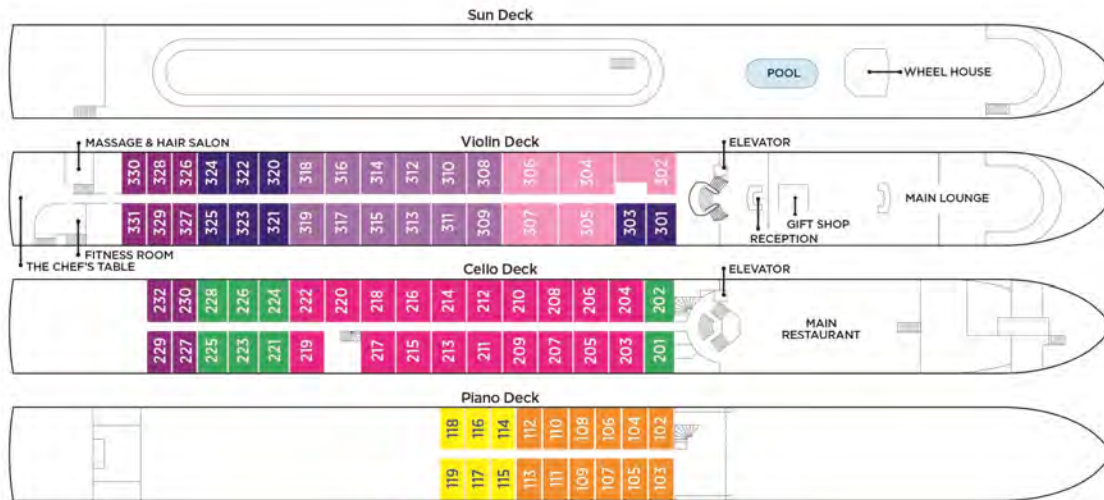 Sun Deck
POOL
WHEEL HOUSE
MASSAGE & HAIR SALON
Violin Deck
ELEVATOR
330 328 326 324 322 320 318 316 314 312 310 308 306 304 302
331 329 327 325 323 321 319 317 315 313 311 309 307 305 303 301
MAIN LOUNGE
GIFT SHOP
RECEPTION
FITNESS ROOM
THE CHEF'S TABLE
Cello Deck
ELEVATOR
232 230 228 226 224 222 220 218 216 214 212 210 208 206 204 202
MAIN
RESTAURANT
229 227 225 223 221 219 217 215 213 211 209 207 205 203 201
Piano Deck
118 116 114 112 110 108 106 104 102
119 117 115 113 111 109 107 105 103